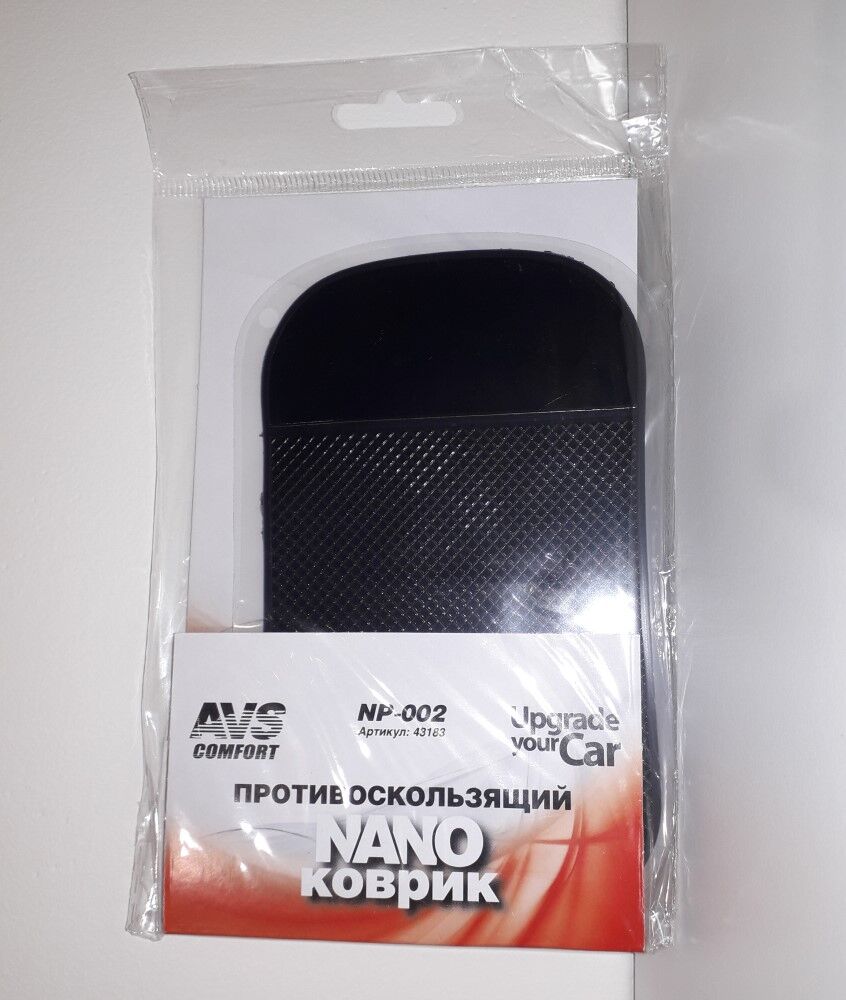 AVS
COMFORT
NP-002
Артикул: 43183
Upgrade
your Car
ПРОТИВОСКОЛЬЗЯЩИЙ
NANO
коврик